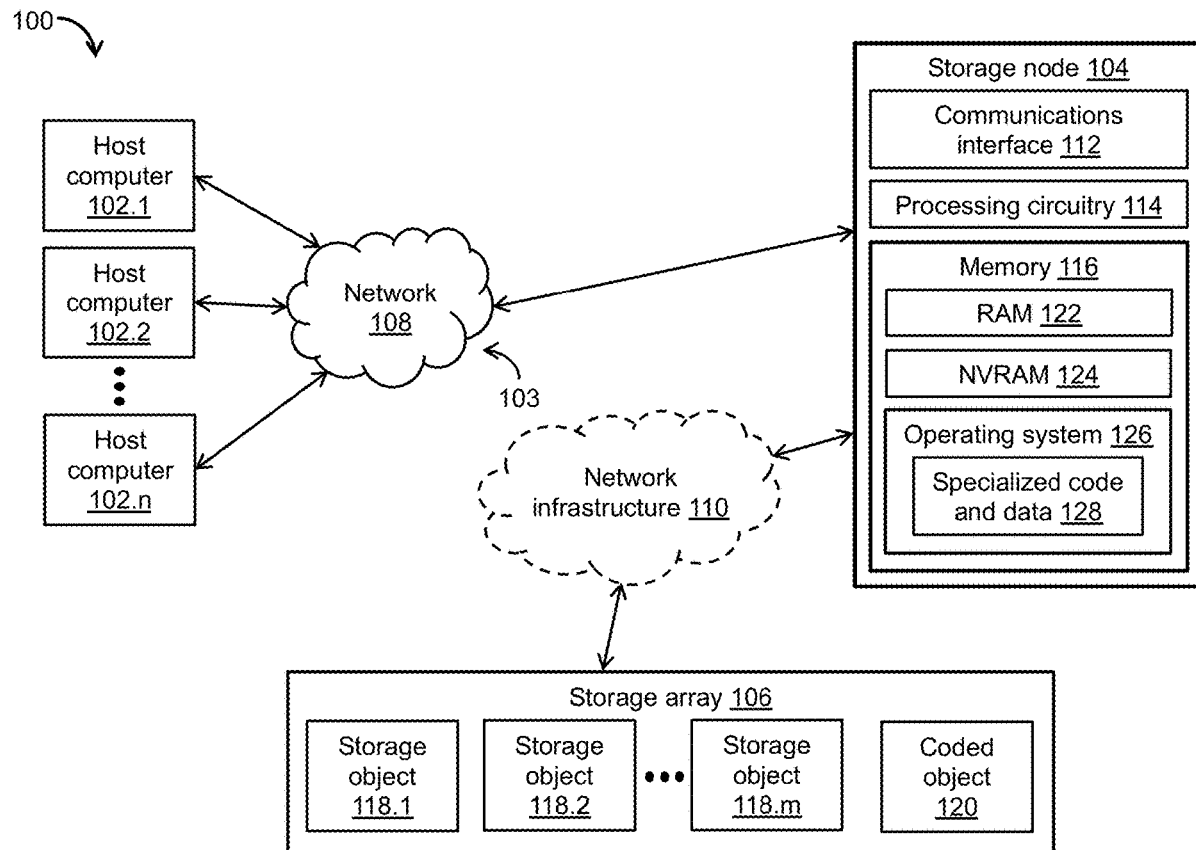 100
Host
computer
102.1
Host
computer
102.2
Host
computer
102.n
Network
108
103
Network
infrastructure 110
Storage node 104
Communications
interface 112
Processing circuitry 114
Memory 116
RAM 122
NVRAM 124
Operating system 126
Specialized code
and data 128
Storage array 106
Storage
object
118.1
Storage
object
118.2
Storage
object
118.m
Coded
object
120